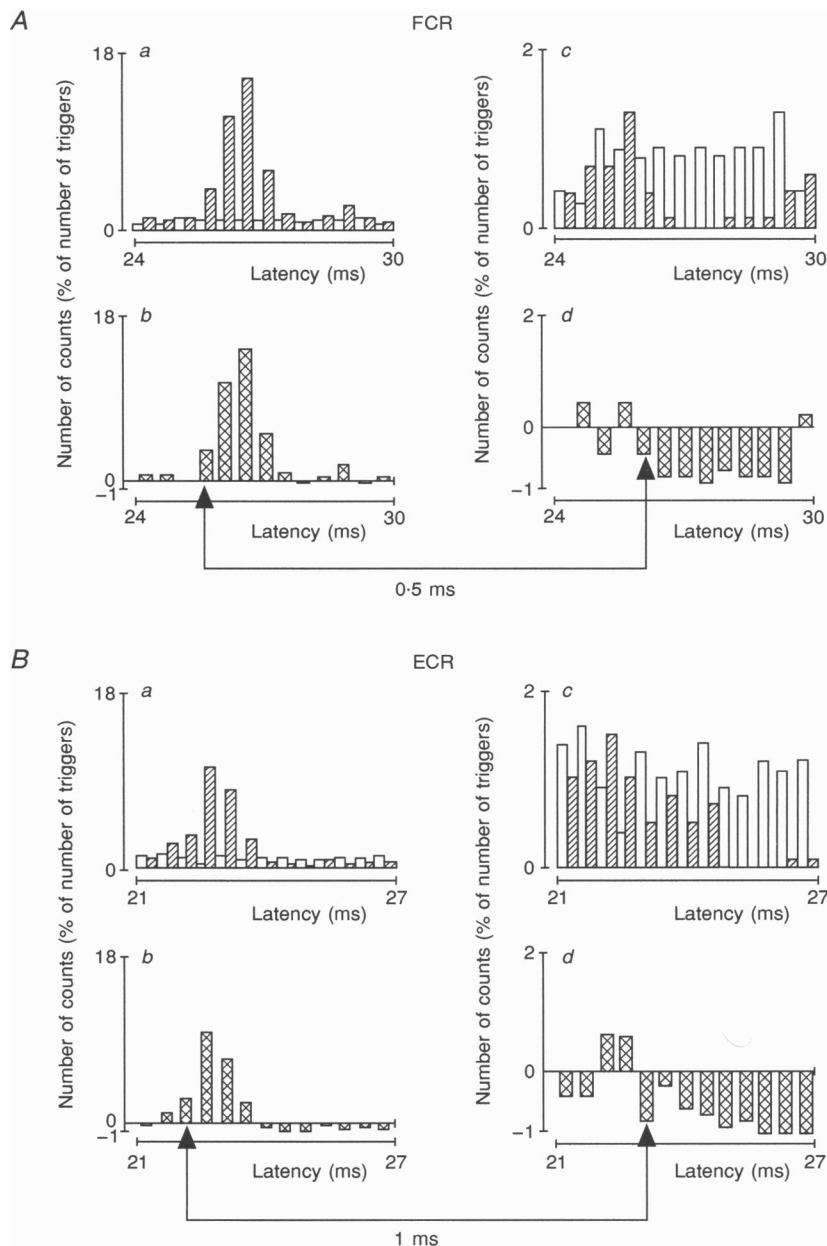 A
FCR
a
18
0
24
30
Latency (ms)
b
18
0
−1
24
30
Latency (ms)
Number of counts (% of number of triggers)
c
2
0
24
30
Latency (ms)
d
2
0
−1
24
30
Latency (ms)
Number of counts (% of number of triggers)
0·5 ms
B
ECR
a
18
0
21
27
Latency (ms)
b
18
0
−1
21
27
Latency (ms)
Number of counts (% of number of triggers)
c
2
0
21
27
Latency (ms)
d
2
0
−1
21
27
Latency (ms)
Number of counts (% of number of triggers)
1 ms